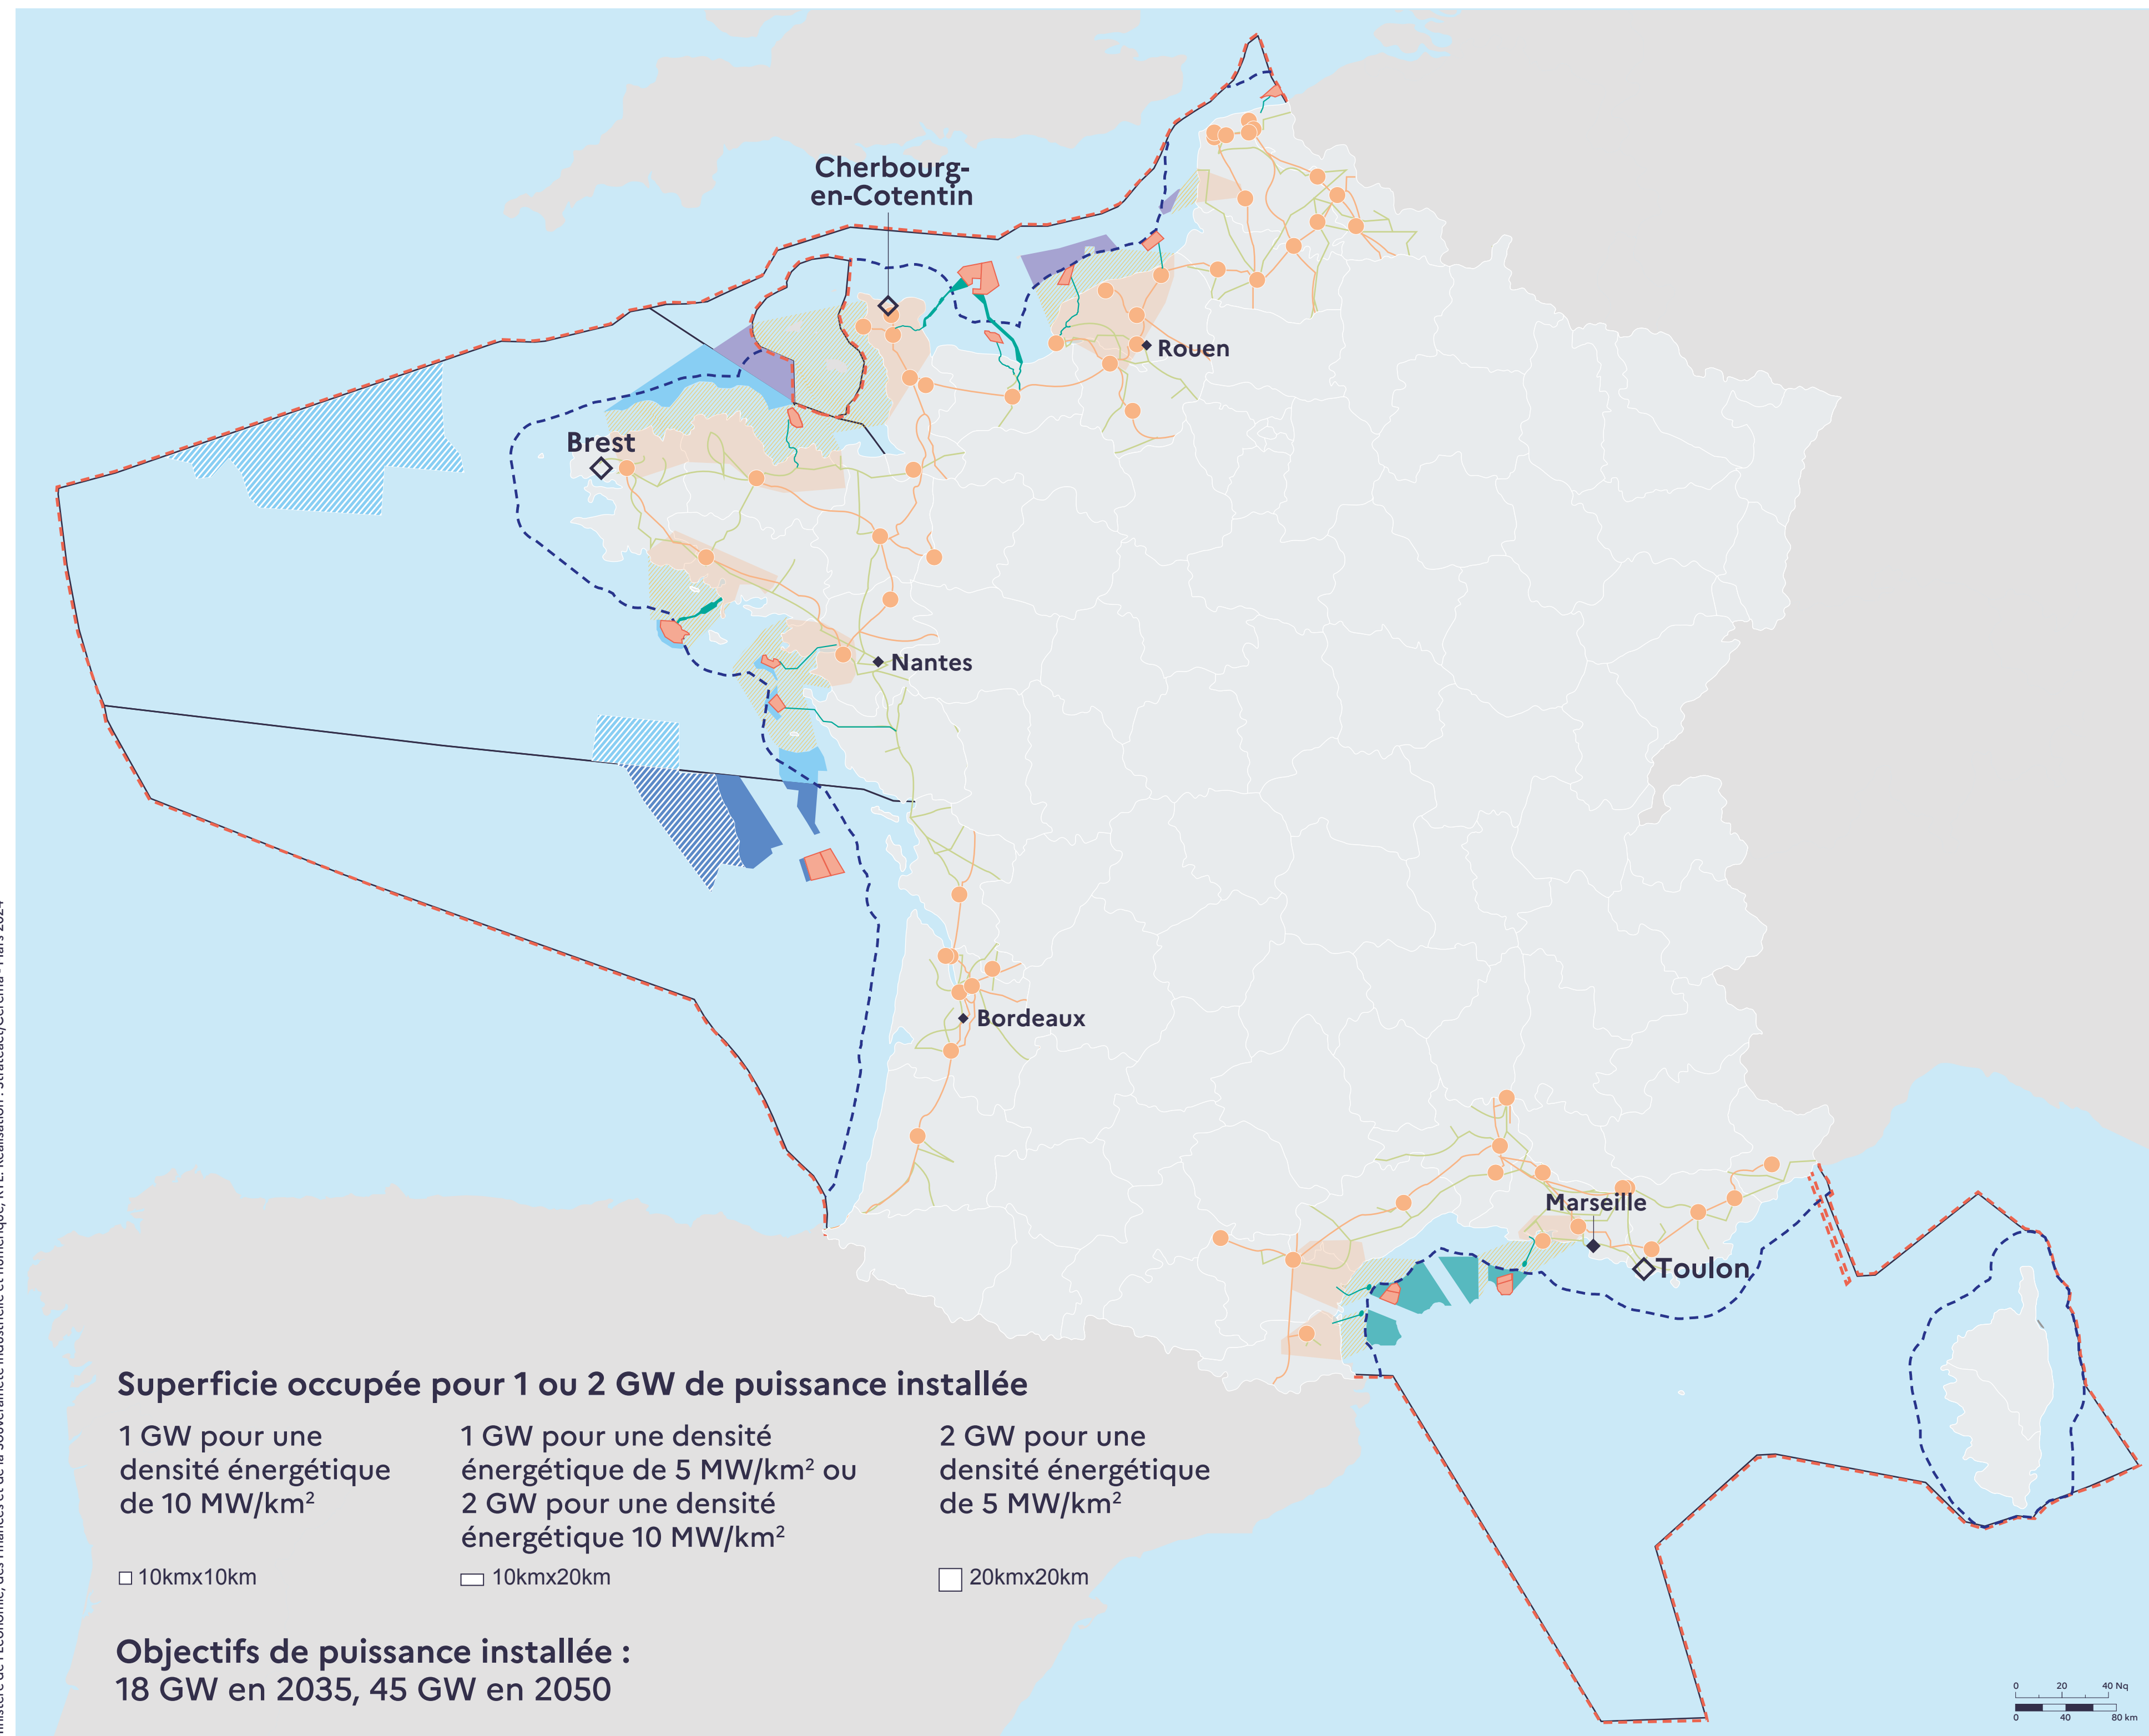 Cherbourg-
en-Cotentin
Rouen
Brest
Nantes
Bordeaux
Marseille
Toulon
Superficie occupée pour 1 ou 2 GW de puissance installée
1 GW pour une
densité énergétique
de 10 MW/km²
1 GW pour une densité
énergétique de 5 MW/km² ou
2 GW pour une densité
énergétique 10 MW/km²
2 GW pour une
densité énergétique
de 5 MW/km²
10kmx10km
10kmx20km
20kmx20km
Objectifs de puissance installée :
18 GW en 2035, 45 GW en 2050
0 20 40 Nq
0 40 80 km